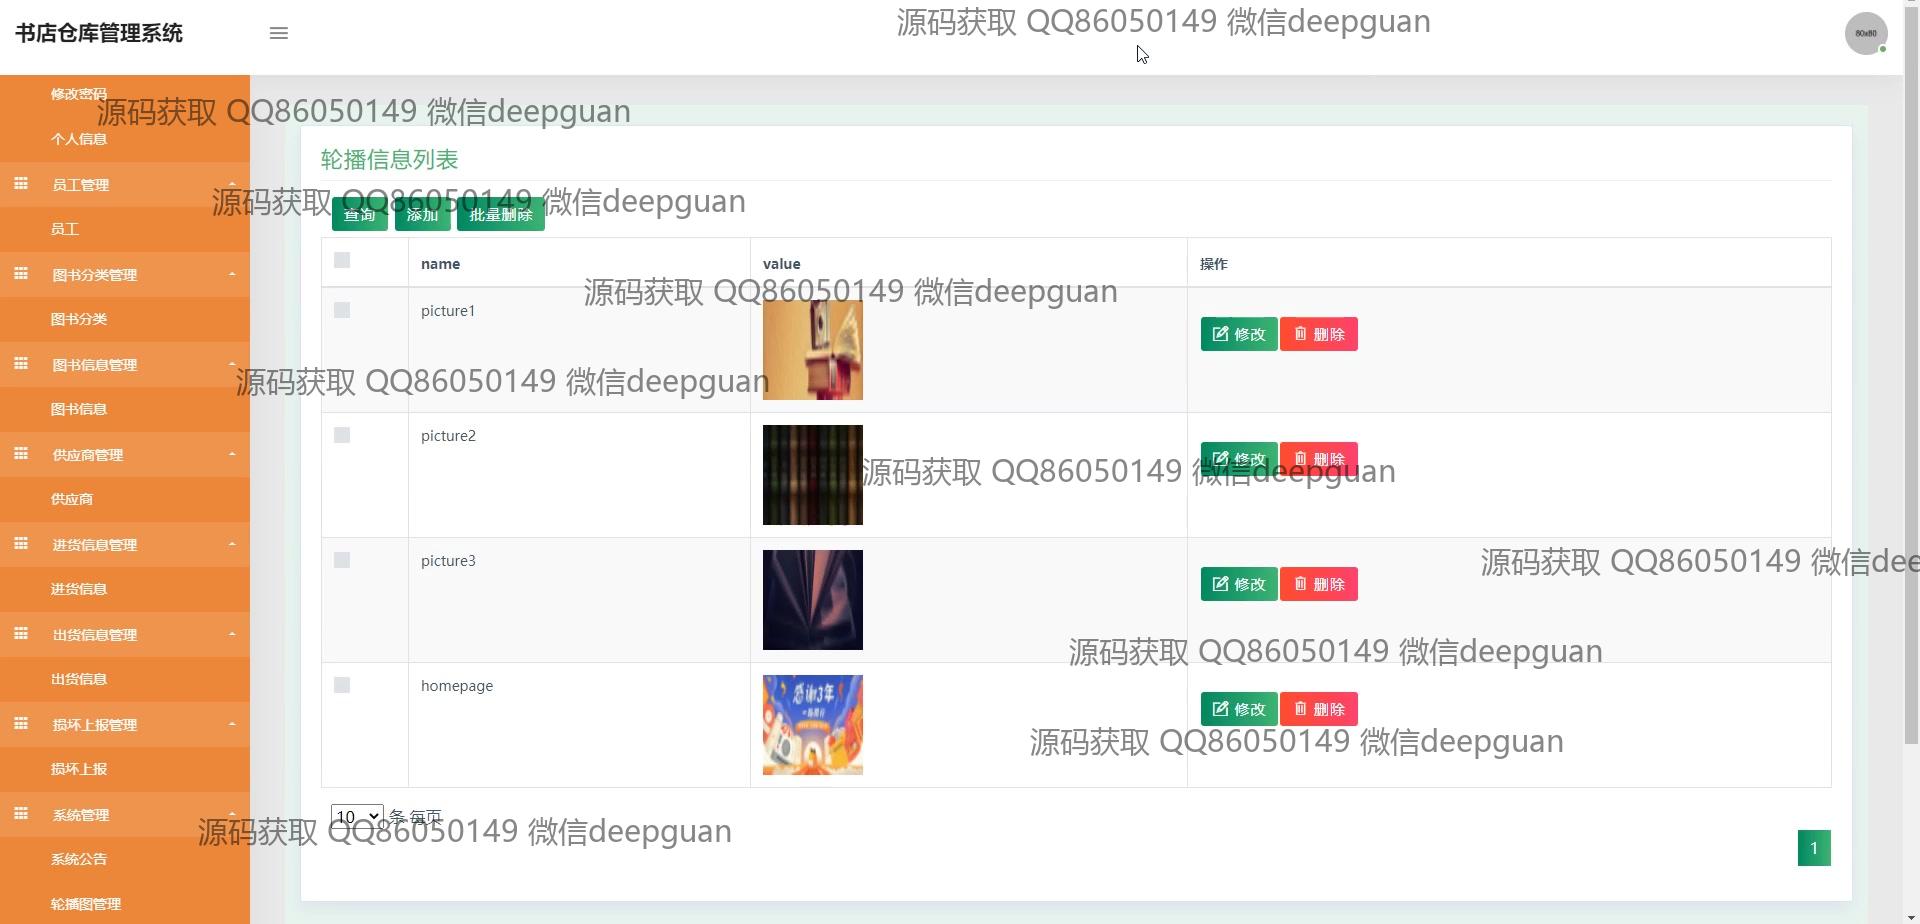 书店仓库管理系统
源码获取 QQ86050149 微信deepguan
80x80
修改密码
源码获取 QQ86050149 微信deepguan
个人信息
轮播信息列表
员工管理
源码获取 QQ86050149 微信deepguan
查询 添加 批量删除
员工
name value 操作
图书分类管理
源码获取 QQ86050149 微信deepguan
picture1
图书分类
修改 删除
图书信息管理
源码获取 QQ86050149 微信deepguan
图书信息
picture2
供应商管理
修改 删除
源码获取 QQ86050149 微信deepguan
供应商
进货信息管理
picture3
源码获取 QQ86050149 微信dee
进货信息
修改 删除
出货信息管理
源码获取 QQ86050149 微信deepguan
出货信息
homepage
感谢3年
修改 删除
损坏上报管理
源码获取 QQ86050149 微信deepguan
损坏上报
系统管理
10 条 每页
源码获取 QQ86050149 微信deepguan
1
系统公告
轮播图管理